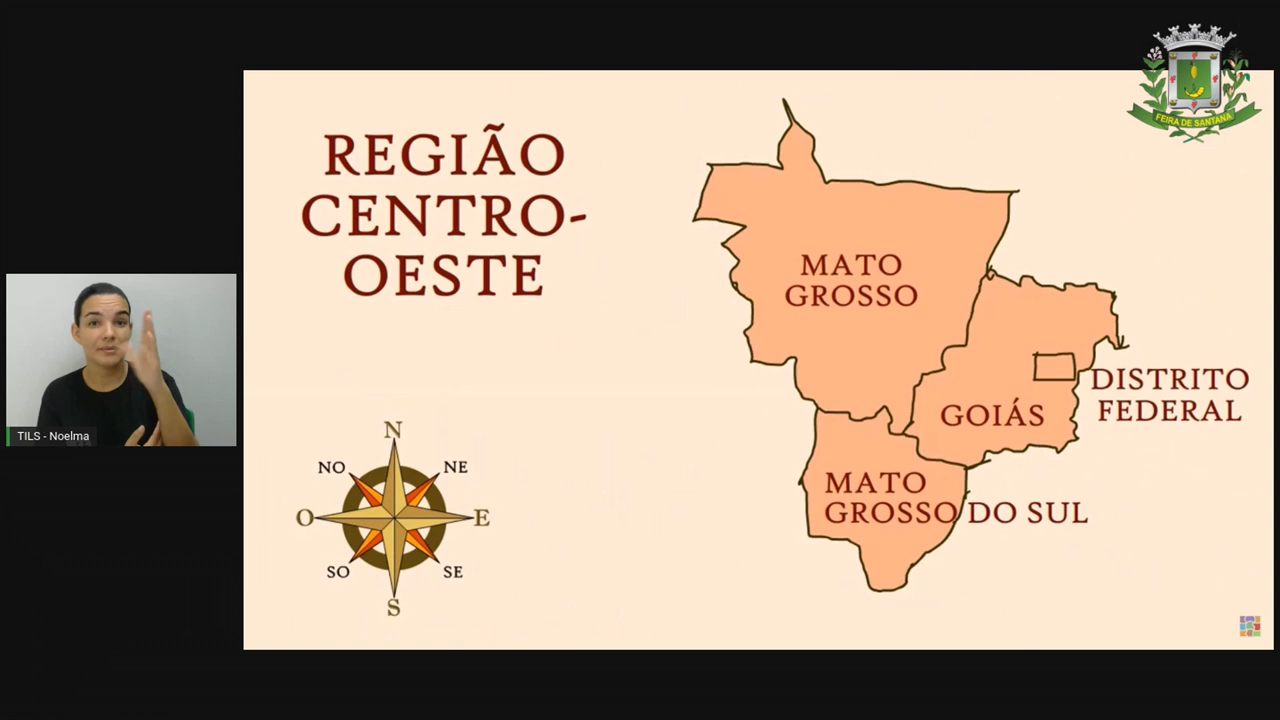 FEIRA DE SANTANA
REGIÃO
CENTRO-
OESTE
MATO
GROSSO
DISTRITO
FEDERAL
GOIÁS
MATO
GROSSO DO SUL
N
NO
NE
O
E
SO
SE
S
TILS - Noelma